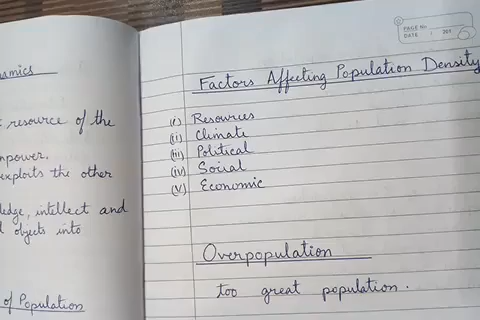 amics
resource of the
npower.
exploits the other
ledge, intellect and
objects into
of Population
PAGE No.
DATE : 201
Factors Affecting Population Density
(i) Resources
(ii) Climate
(iii) Political
(iv) Social
(v) Economic
Overpopulation
too great population.